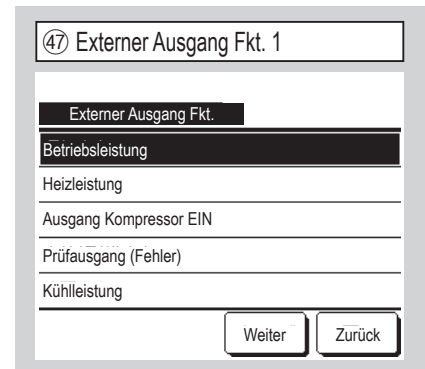 ㊼ Externer Ausgang Fkt. 1
Externer Ausgang Fkt.
Betriebsleistung
Heizleistung
Ausgang Kompressor EIN
Prüfausgang (Fehler)
Kühlleistung
Weiter Zurück